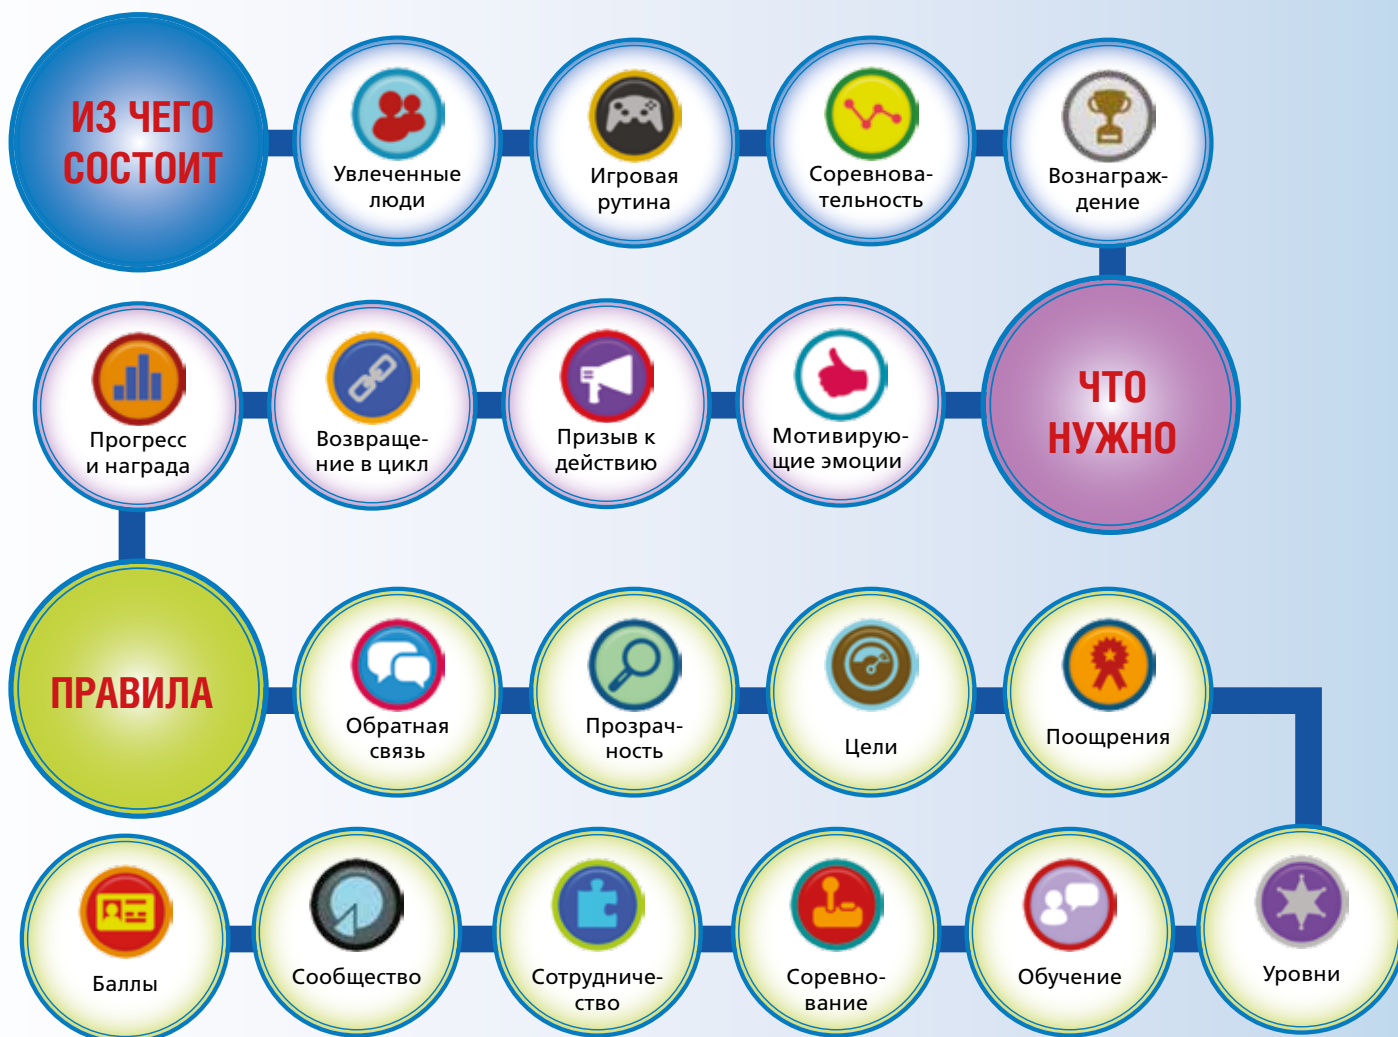 ИЗ ЧЕГО
СОСТОИТ
Увлеченные
люди
Игровая
рутина
Соревнова-
тельность
Вознаграж-
дение
ЧТО
НУЖНО
Мотивирую-
щие эмоции
Призыв к
действию
Возвраще-
ние в цикл
Прогресс
и награда
ПРАВИЛА
Обратная
связь
Прозрач-
ность
Цели
Поощрения
Уровни
Обучение
Соревно-
вание
Сотрудниче-
ство
Сообщество
Баллы